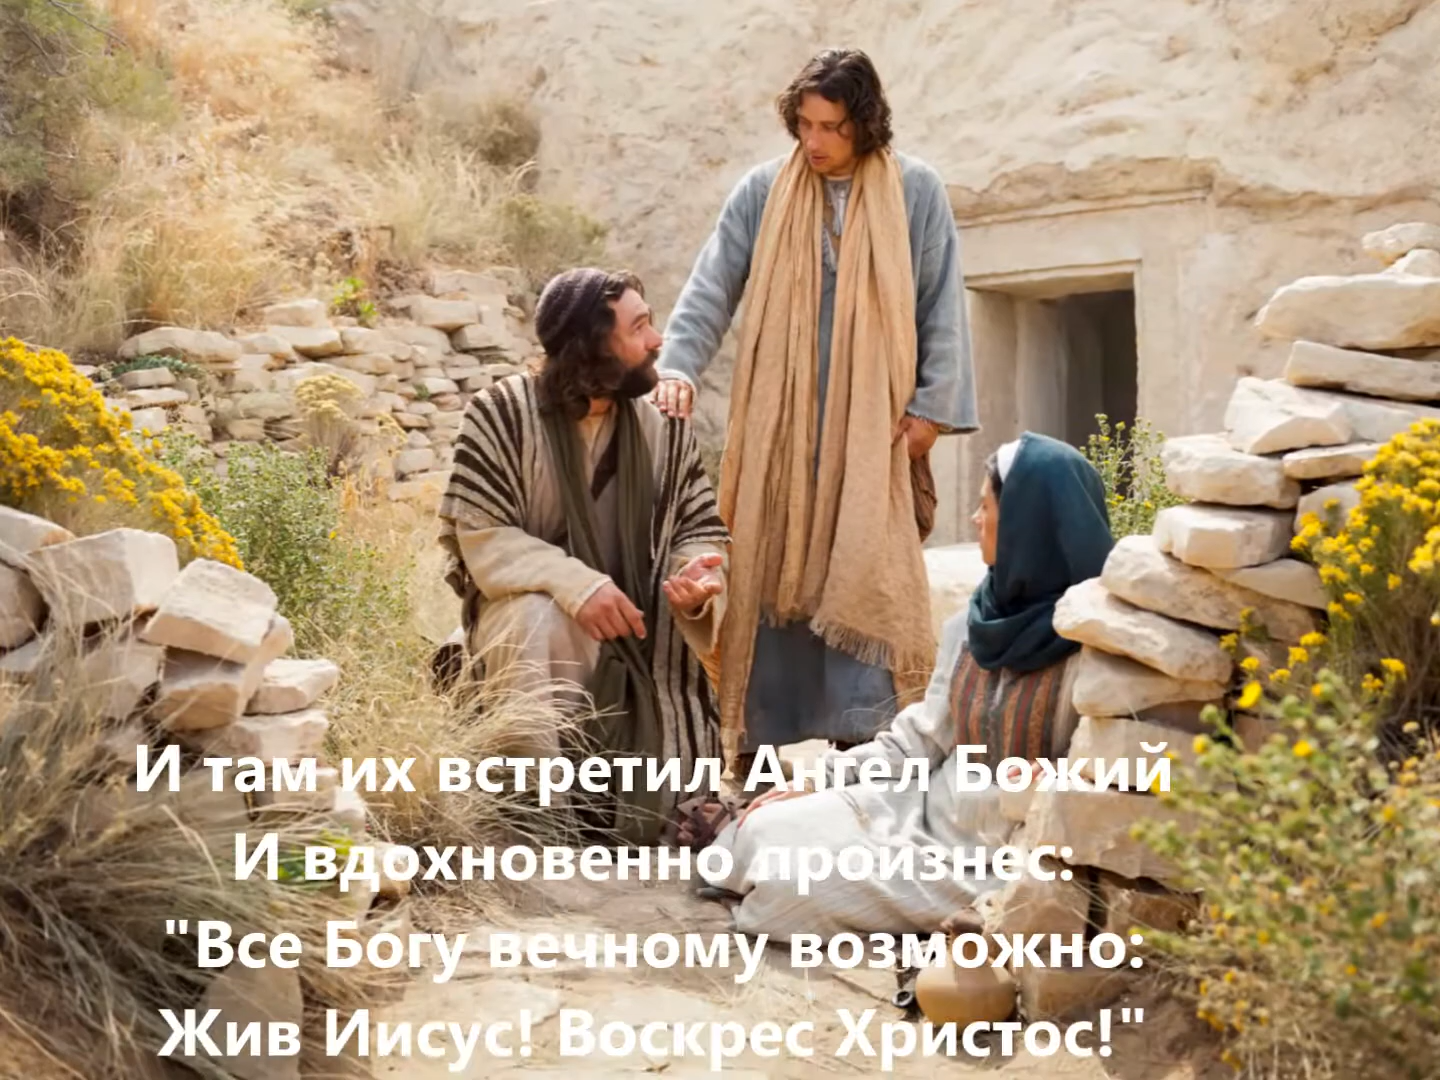 И там их встретил Ангел Божий
И вдохновенно произнес:
"Все Богу вечному возможно:
Жив Иисус! Воскрес Христос!"